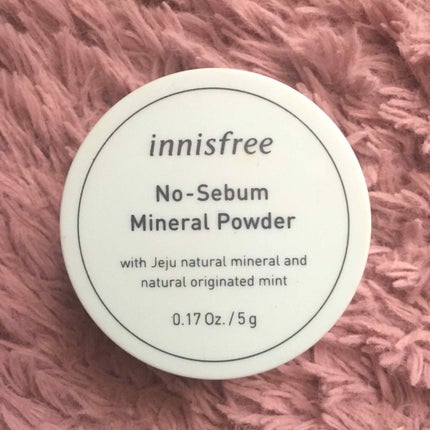 innisfree
No-Sebum
Mineral Powder
with Jeju natural mineral and
natural originated mint
0.17 Oz. / 5 g